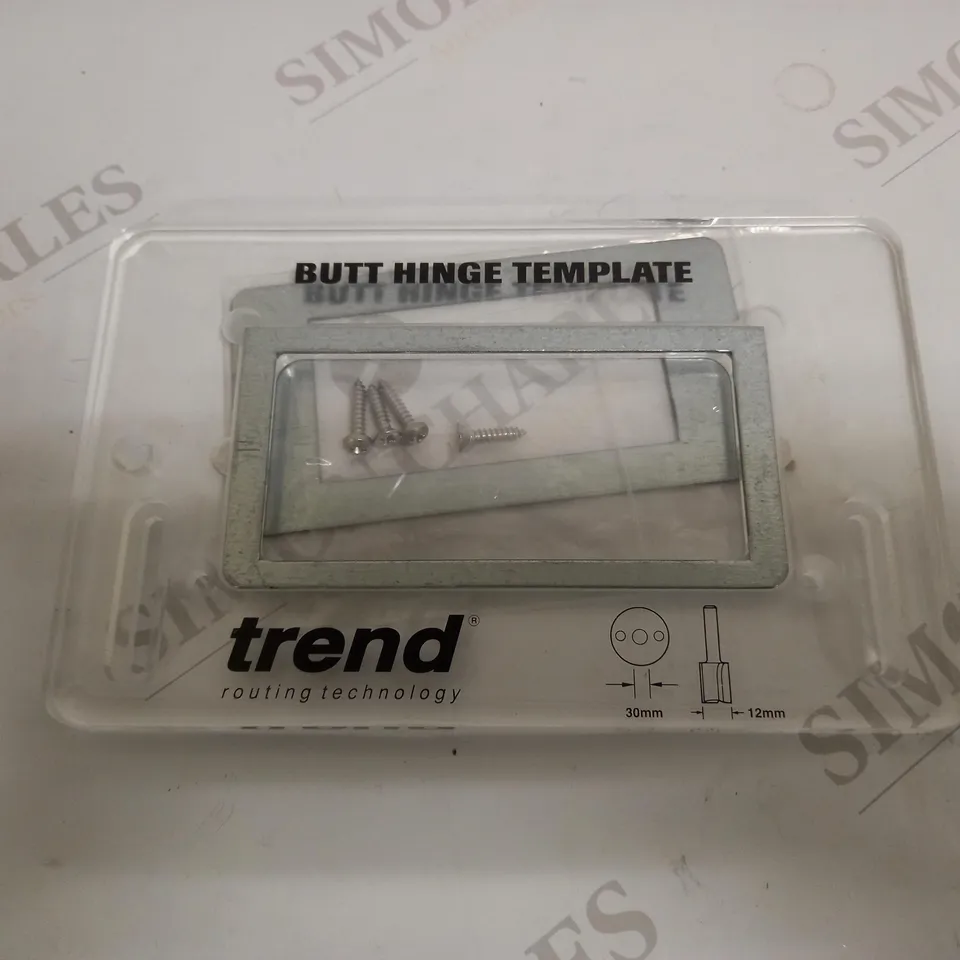 BUTT HINGE TEMPLATE
trend®
routing technology
30mm
12mm